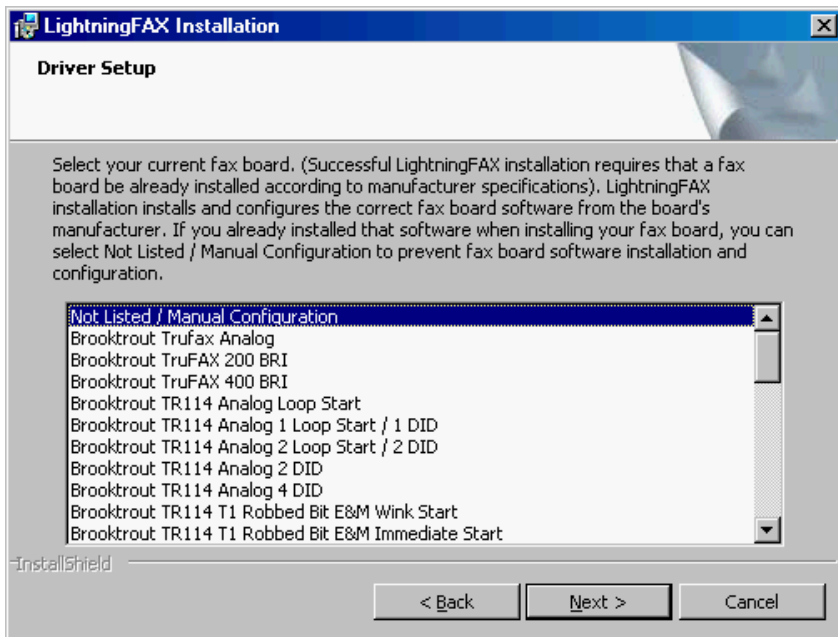 LightningFAX Installation
Driver Setup
Select your current fax board. (Successful LightningFAX installation requires that a fax
board be already installed according to manufacturer specifications). LightningFAX
installation installs and configures the correct fax board software from the board's
manufacturer. If you already installed that software when installing your fax board, you can
select Not Listed / Manual Configuration to prevent fax board software installation and
configuration.
Not Listed / Manual Configuration
Brooktrout Trufax Analog
Brooktrout TruFAX 200 BRI
Brooktrout TruFAX 400 BRI
Brooktrout TR114 Analog Loop Start
Brooktrout TR114 Analog 1 Loop Start / 1 DID
Brooktrout TR114 Analog 2 Loop Start / 2 DID
Brooktrout TR114 Analog 2 DID
Brooktrout TR114 Analog 4 DID
Brooktrout TR114 T1 Robbed Bit E&M Wink Start
Brooktrout TR114 T1 Robbed Bit E&M Immediate Start
InstallShield
< Back Next > Cancel